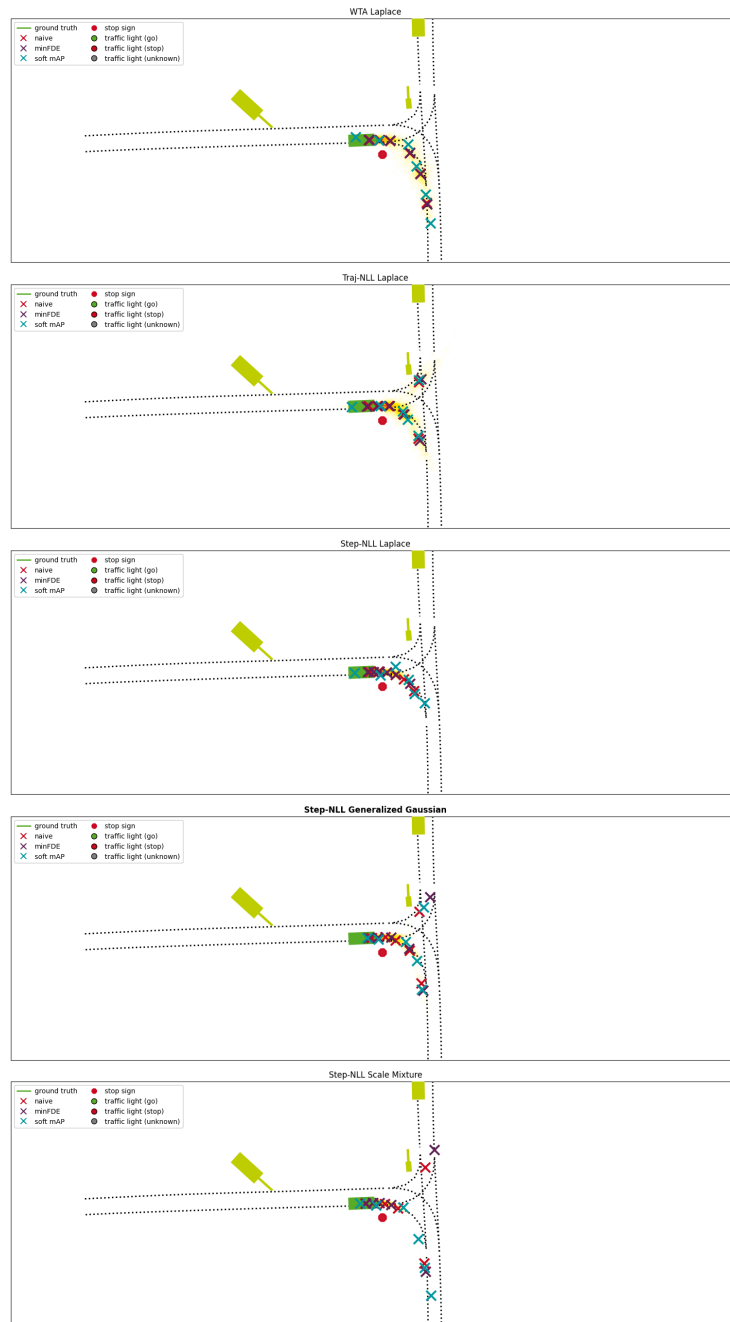 WTA Laplace
ground truth
naive
minFDE
soft mAP
stop sign
traffic light (go)
traffic light (stop)
traffic light (unknown)
Traj-NLL Laplace
ground truth
naive
minFDE
soft mAP
stop sign
traffic light (go)
traffic light (stop)
traffic light (unknown)
Step-NLL Laplace
ground truth
naive
minFDE
soft mAP
stop sign
traffic light (go)
traffic light (stop)
traffic light (unknown)
Step-NLL Generalized Gaussian
ground truth
naive
minFDE
soft mAP
stop sign
traffic light (go)
traffic light (stop)
traffic light (unknown)
Step-NLL Scale Mixture
ground truth
naive
minFDE
soft mAP
stop sign
traffic light (go)
traffic light (stop)
traffic light (unknown)